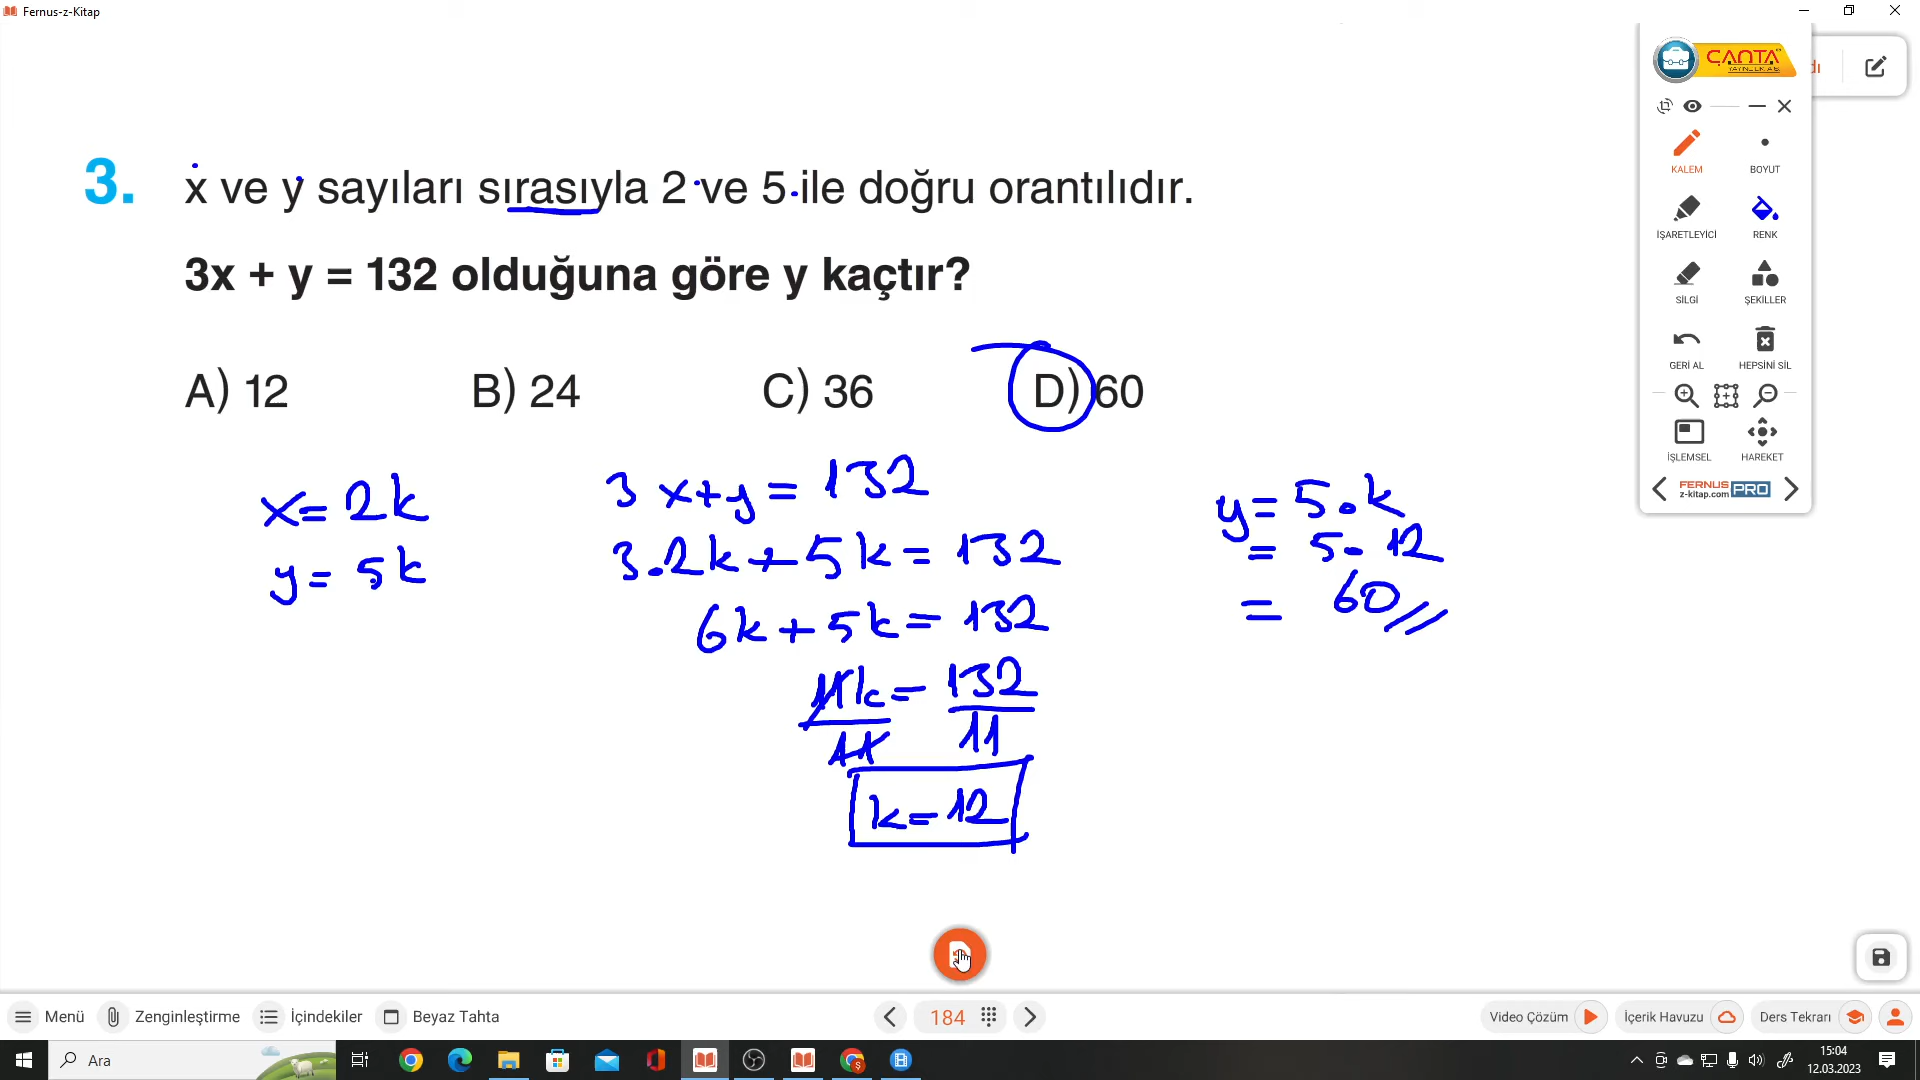 Fernus-z-Kitap
ÇANTA
YAYINLARI
3. x ve y sayıları sırasıyla 2 ve 5 ile doğru orantılıdır.
3x + y = 132 olduğuna göre y kaçtır?
A) 12 B) 24 C) 36 D) 60
x = 2k
y = 5k
3x+y = 132
3.2k + 5k = 132
6k + 5k = 132
11k = 132
11 11
k = 12
y = 5.k
= 5. 12
= 60
KALEM BOYUT
İŞARETLEYİCİ RENK
SİLGİ ŞEKİLLER
GERİ AL HEPSİNİ SİL
İŞLEMSEL HAREKET
FERNUS
z-kitap.com PRO
Menü Zenginleştirme İçindekiler Beyaz Tahta 184 Video Çözüm İçerik Havuzu Ders Tekrarı
Ara 15:04
12.03.2023